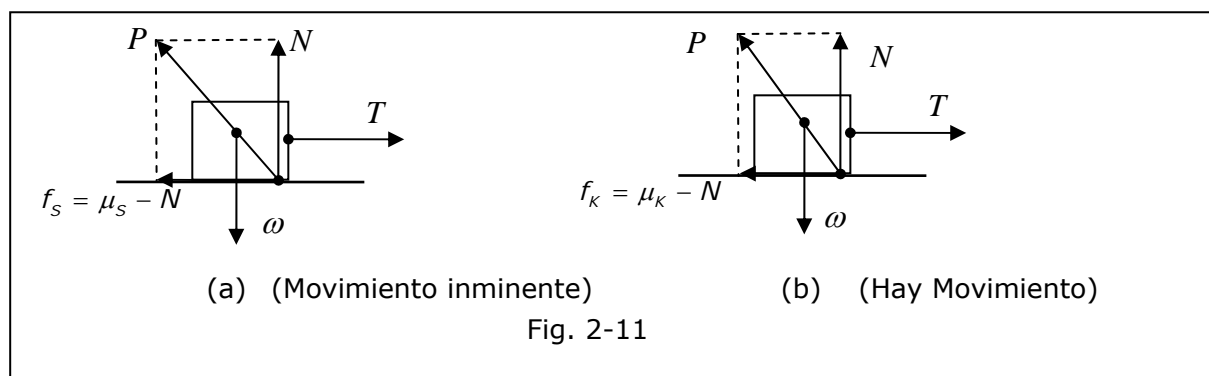 P N
T
f_S = μ_S − N
ω
(a) (Movimiento inminente)
P N
T
f_K = μ_K − N
ω
(b) (Hay Movimiento)
Fig. 2-11